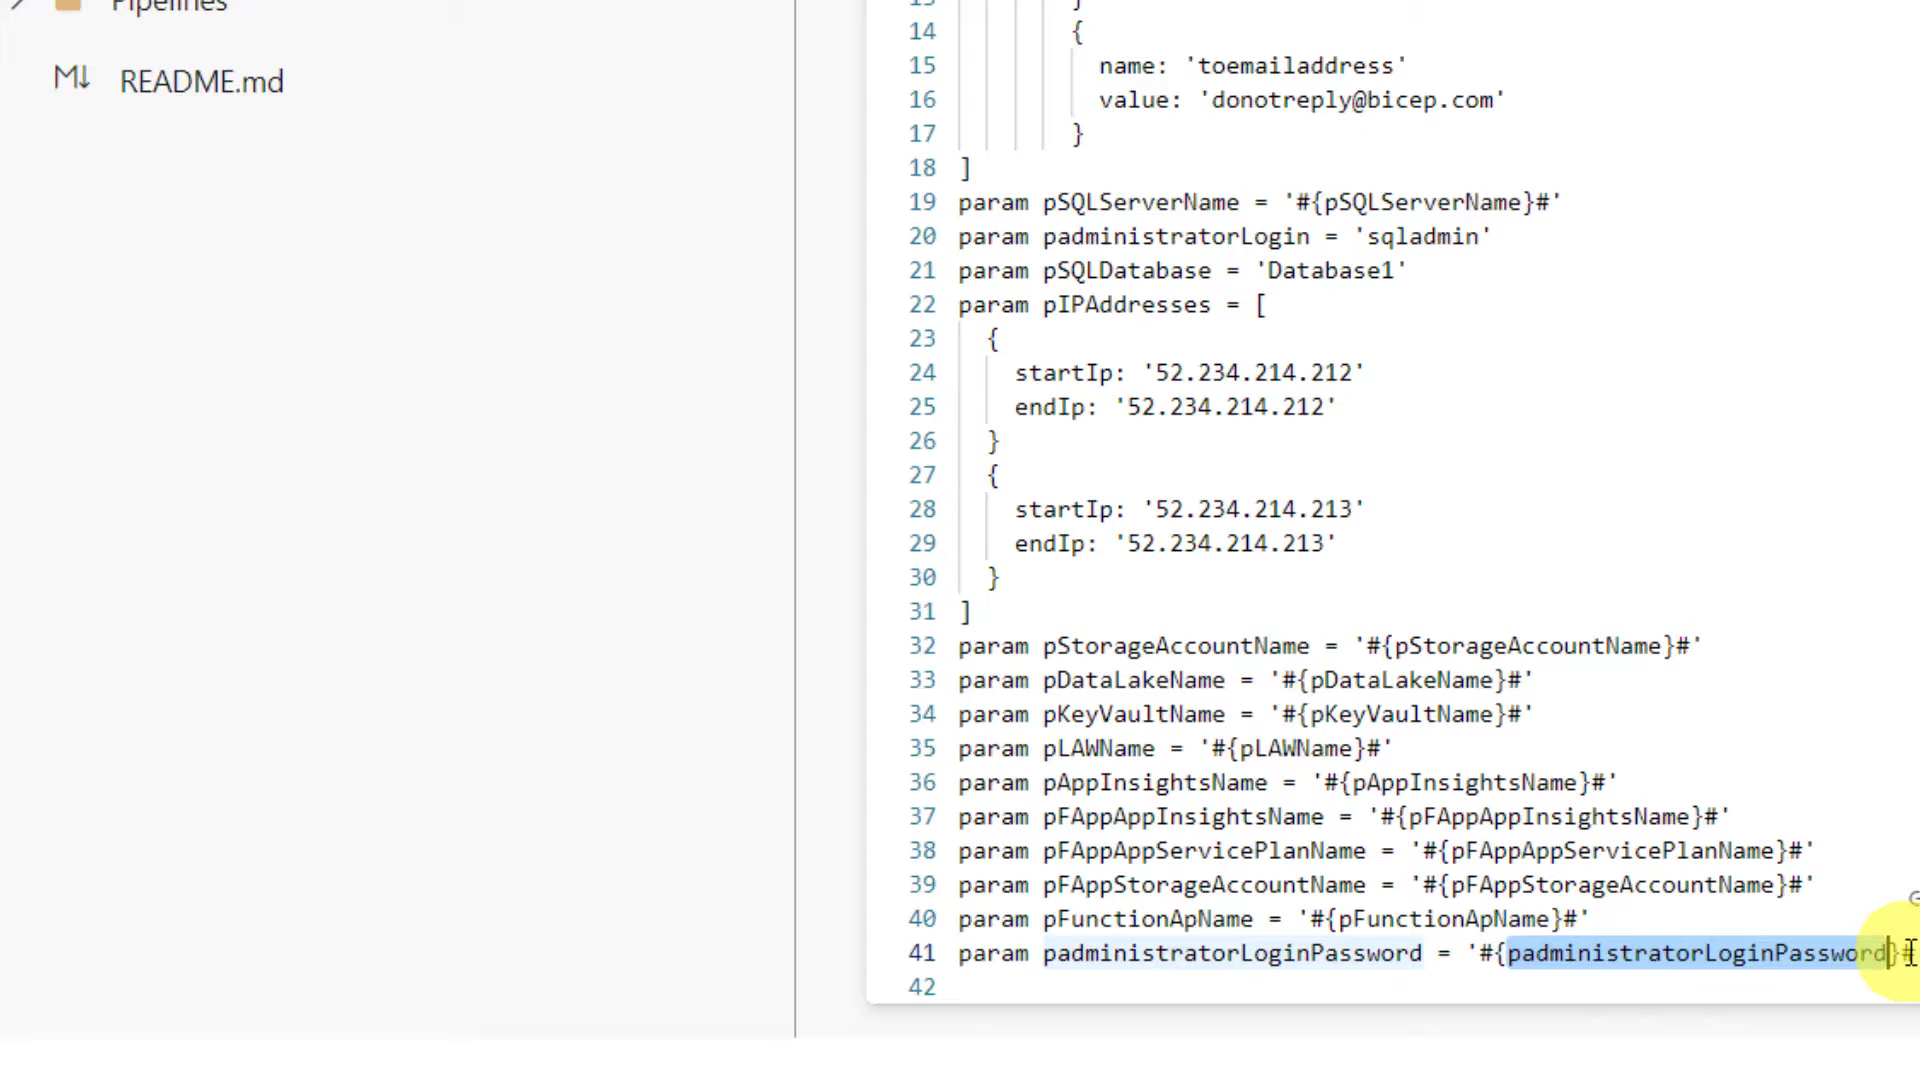 Pipelines
README.md
13 }
14 {
15 name: 'toemailaddress'
16 value: 'donotreply@bicep.com'
17 }
18 ]
19 param pSQLServerName = '#{pSQLServerName}#'
20 param padministratorLogin = 'sqladmin'
21 param pSQLDatabase = 'Database1'
22 param pIPAddresses = [
23 {
24 startIp: '52.234.214.212'
25 endIp: '52.234.214.212'
26 }
27 {
28 startIp: '52.234.214.213'
29 endIp: '52.234.214.213'
30 }
31 ]
32 param pStorageAccountName = '#{pStorageAccountName}#'
33 param pDataLakeName = '#{pDataLakeName}#'
34 param pKeyVaultName = '#{pKeyVaultName}#'
35 param pLAWName = '#{pLAWName}#'
36 param pAppInsightsName = '#{pAppInsightsName}#'
37 param pFAppAppInsightsName = '#{pFAppAppInsightsName}#'
38 param pFAppAppServicePlanName = '#{pFAppAppServicePlanName}#'
39 param pFAppStorageAccountName = '#{pFAppStorageAccountName}#'
40 param pFunctionApName = '#{pFunctionApName}#'
41 param padministratorLoginPassword = '#{padministratorLoginPassword}#
42